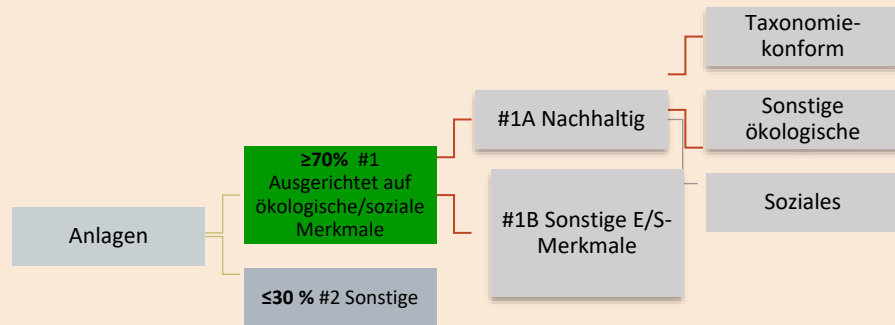 Anlagen
≥70% #1
Ausgerichtet auf
ökologische/soziale
Merkmale
≤30 % #2 Sonstige
#1A Nachhaltig
#1B Sonstige E/S-
Merkmale
Taxonomie-
konform
Sonstige
ökologische
Soziales